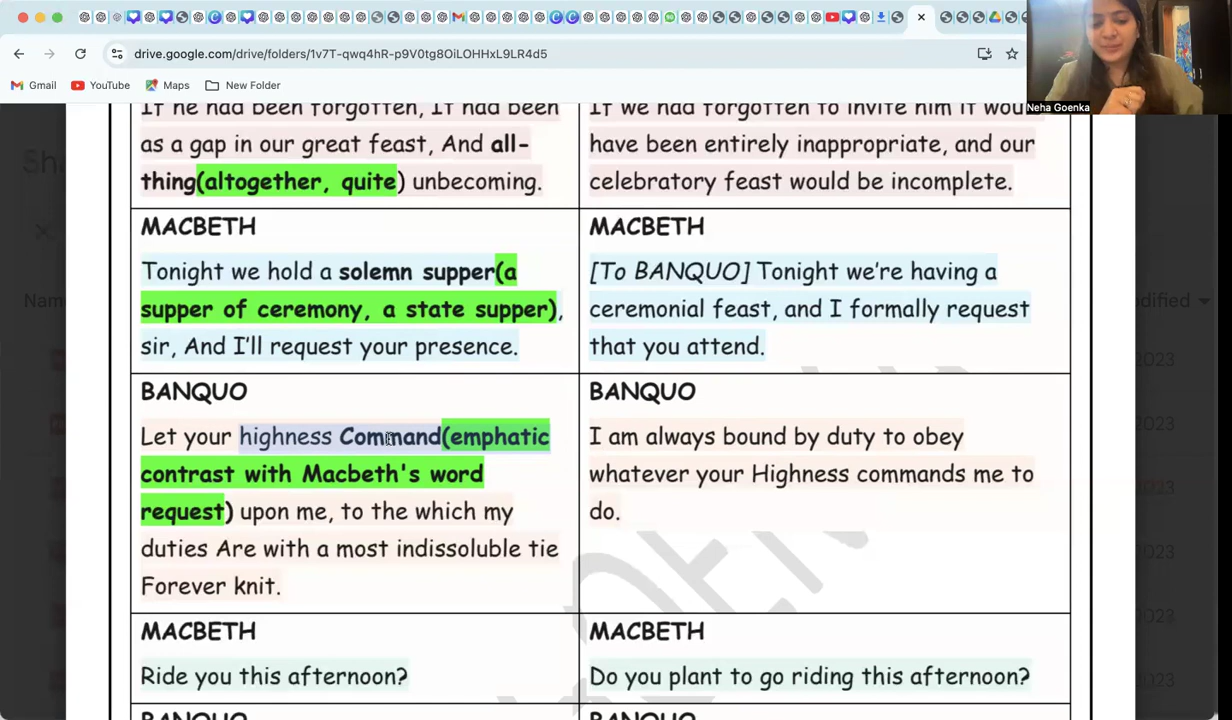 drive.google.com/drive/folders/1v7T-qwq4hR-p9V0tg8OiLOHHxL9LR4d5
Gmail
YouTube
Maps
New Folder
Neha Goenka
If he had been forgotten, It had been
as a gap in our great feast, And all-
thing(altogether, quite) unbecoming.
If we had forgotten to invite him it would
have been entirely inappropriate, and our
celebratory feast would be incomplete.
MACBETH
Tonight we hold a solemn supper(a
supper of ceremony, a state supper),
sir, And I'll request your presence.
MACBETH
[To BANQUO] Tonight we're having a
ceremonial feast, and I formally request
that you attend.
BANQUO
Let your highness Command(emphatic
contrast with Macbeth's word
request) upon me, to the which my
duties Are with a most indissoluble tie
Forever knit.
BANQUO
I am always bound by duty to obey
whatever your Highness commands me to
do.
MACBETH
Ride you this afternoon?
MACBETH
Do you plant to go riding this afternoon?
BANQUO
BANQUO
2023
2023
2023
2023